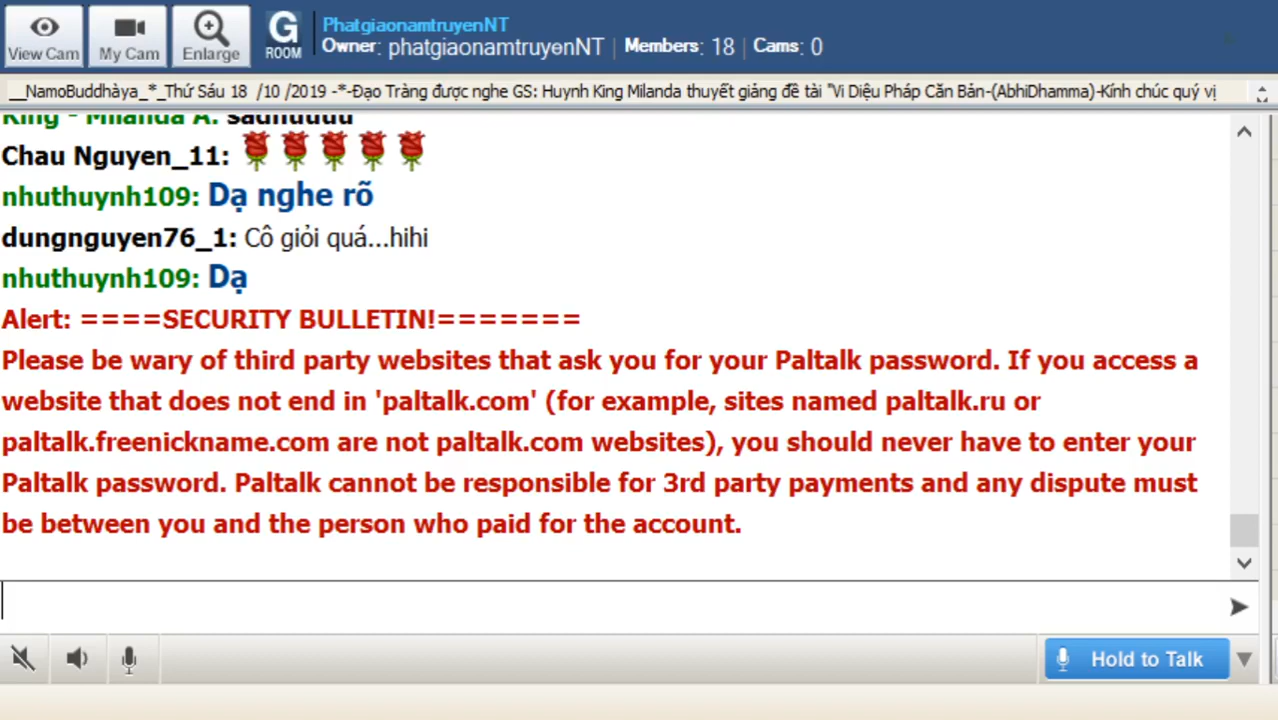 View Cam
My Cam
Enlarge
G
ROOM
PhatgiaonamtruyenNT
Owner: phatgiaonamtruyenNT | Members: 18 | Cams: 0
__NamoBuddhàya_*_Thứ Sáu 18 /10 /2019 -*-Đạo Tràng được nghe GS: Huynh King Milanda thuyết giảng đề tài "Vi Diệu Pháp Căn Bản-(AbhiDhamma)-Kính chúc quý vị
King - Milanda A: sadhuuuu
Chau Nguyen_11:
nhuthuynh109: Dạ nghe rõ
dungnguyen76_1: Cô giỏi quá...hihi
nhuthuynh109: Dạ
Alert: ====SECURITY BULLETIN!=======
Please be wary of third party websites that ask you for your Paltalk password. If you access a
website that does not end in 'paltalk.com' (for example, sites named paltalk.ru or
paltalk.freenickname.com are not paltalk.com websites), you should never have to enter your
Paltalk password. Paltalk cannot be responsible for 3rd party payments and any dispute must
be between you and the person who paid for the account.
Hold to Talk